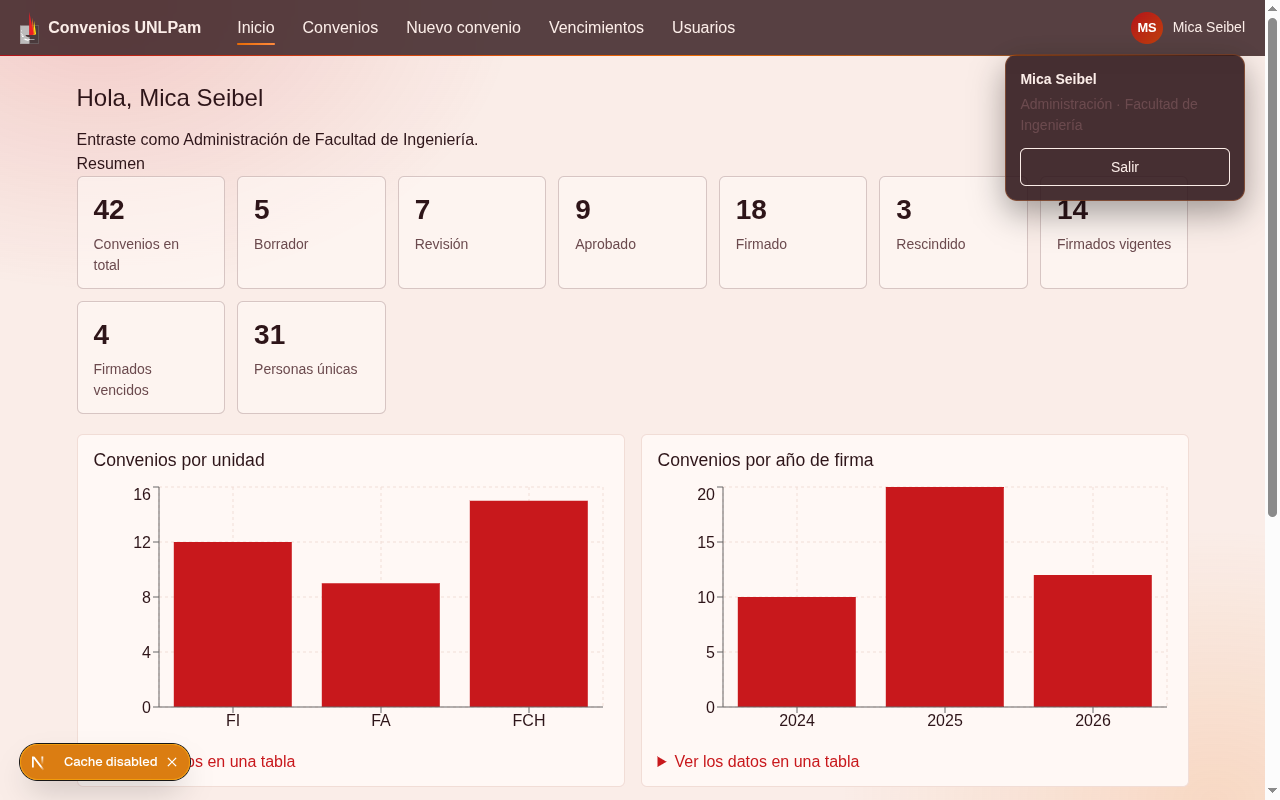 Convenios UNLPam
Inicio
Convenios
Nuevo convenio
Vencimientos
Usuarios
MS
Mica Seibel
Mica Seibel
Administración · Facultad de
Ingeniería
Salir
Hola, Mica Seibel
Entraste como Administración de Facultad de Ingeniería.
Resumen
42
Convenios en
total
5
Borrador
7
Revisión
9
Aprobado
18
Firmado
3
Rescindido
14
Firmados vigentes
4
Firmados
vencidos
31
Personas únicas
Convenios por unidad
16
12
8
4
0
FI
FA
FCH
Convenios por año de firma
20
15
10
5
0
2024
2025
2026
en una tabla
Ver los datos en una tabla
Cache disabled